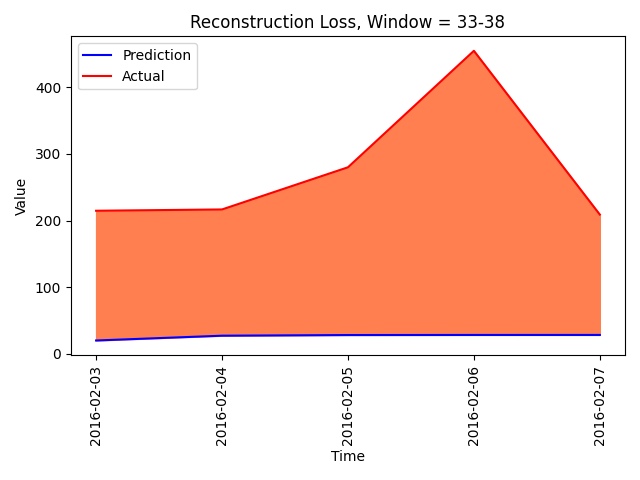 Reconstruction Loss, Window = 33-38
Prediction
Actual
Value
400
300
200
100
0
2016-02-03
2016-02-04
2016-02-05
2016-02-06
2016-02-07
Time